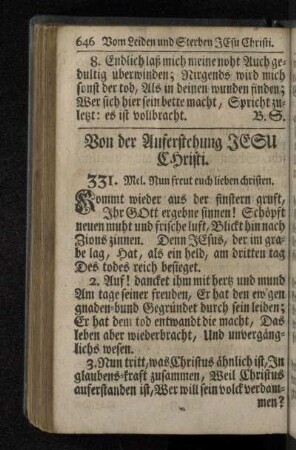 646 Vom Leiden und Sterben JEsu Christi.
8. Endlich laß mich meine noht Auch ge-
dultig uberwinden; Nirgends wird mich
sonst der tod, Als in deinen wunden finden;
Wer sich hier sein bette macht, Spricht zu-
letzt: es ist vollbracht. B. S.
Von der Auferstehung JESU
CHristi.
331. Mel. Nun freut euch lieben christen.
Kommt wieder aus der finstern gruft,
Ihr GOtt ergebne sinnen! Schöpft
neuen muht und frische luft, Blickt hin nach
Zions zinnen. Denn JEsus, der im gra-
be lag, Hat, als ein held, am dritten tag
Des todes reich besieget.
2. Auf! dancket ihm mit hertz und mund
Am tage seiner freuden, Er hat den ew'gen
gnaden-bund Gegründet durch sein leiden;
Er hat dem tod entwandt die macht, Das
leben aber wiederbracht, Und unvergäng-
lichs wesen.
3. Nun tritt, was Christus ähnlich ist, In
glaubens-kraft zusammen, Weil Christus
auferstanden ist, Wer will sein volck verdam-
men?